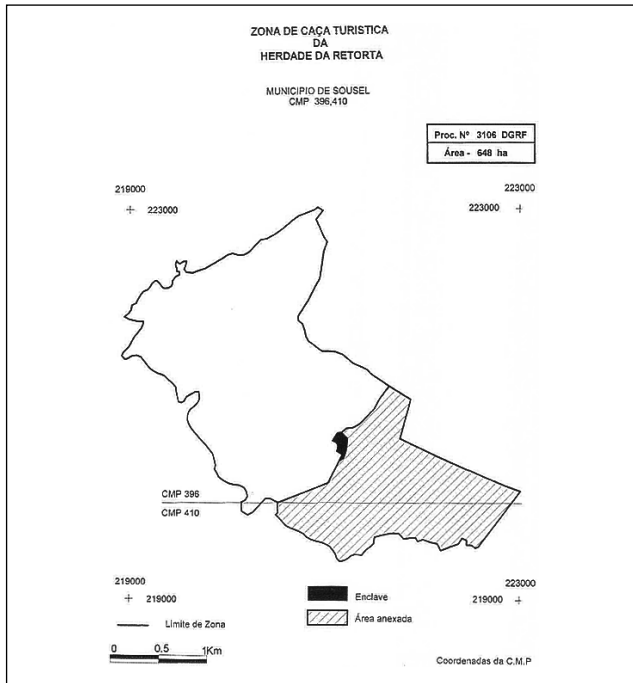 ZONA DE CAÇA TURISTICA
DA
HERDADE DA RETORTA
MUNICIPIO DE SOUSEL
CMP 396,410
Proc. Nº 3106 DGRF
Área - 648 ha
219000
223000
223000
223000
CMP 396
CMP 410
219000
219000
223000
219000
Enclave
Limite de Zona
Área anexada
0 0.5 1Km
Coordenadas da C.M.P